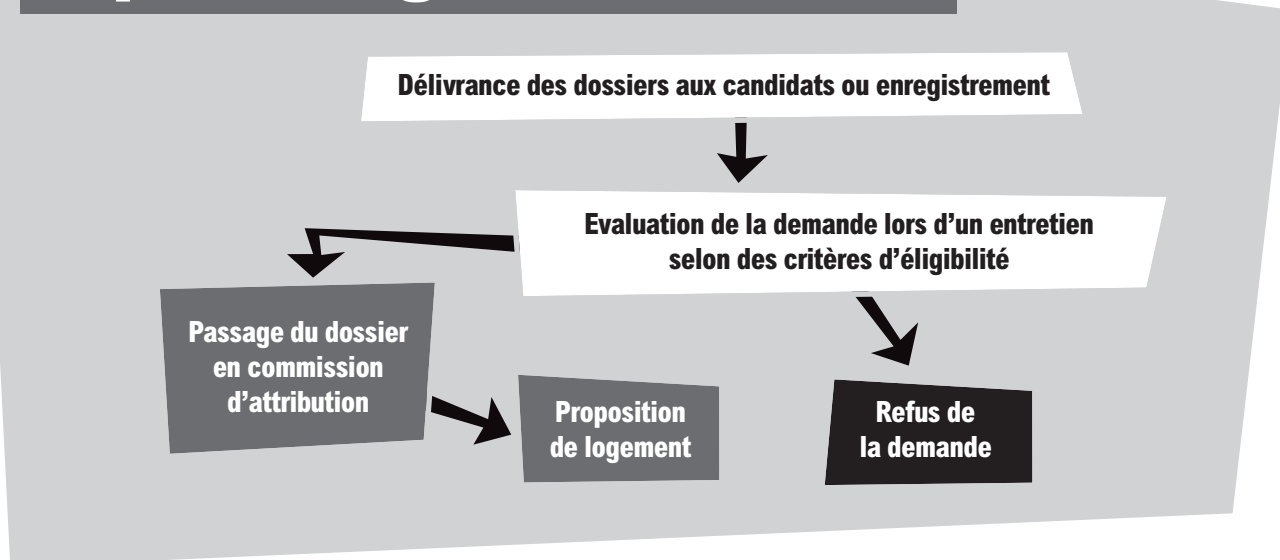 Délivrance des dossiers aux candidats ou enregistrement
Evaluation de la demande lors d'un entretien
selon des critères d'éligibilité
Passage du dossier
en commission
d'attribution
Proposition
de logement
Refus de
la demande